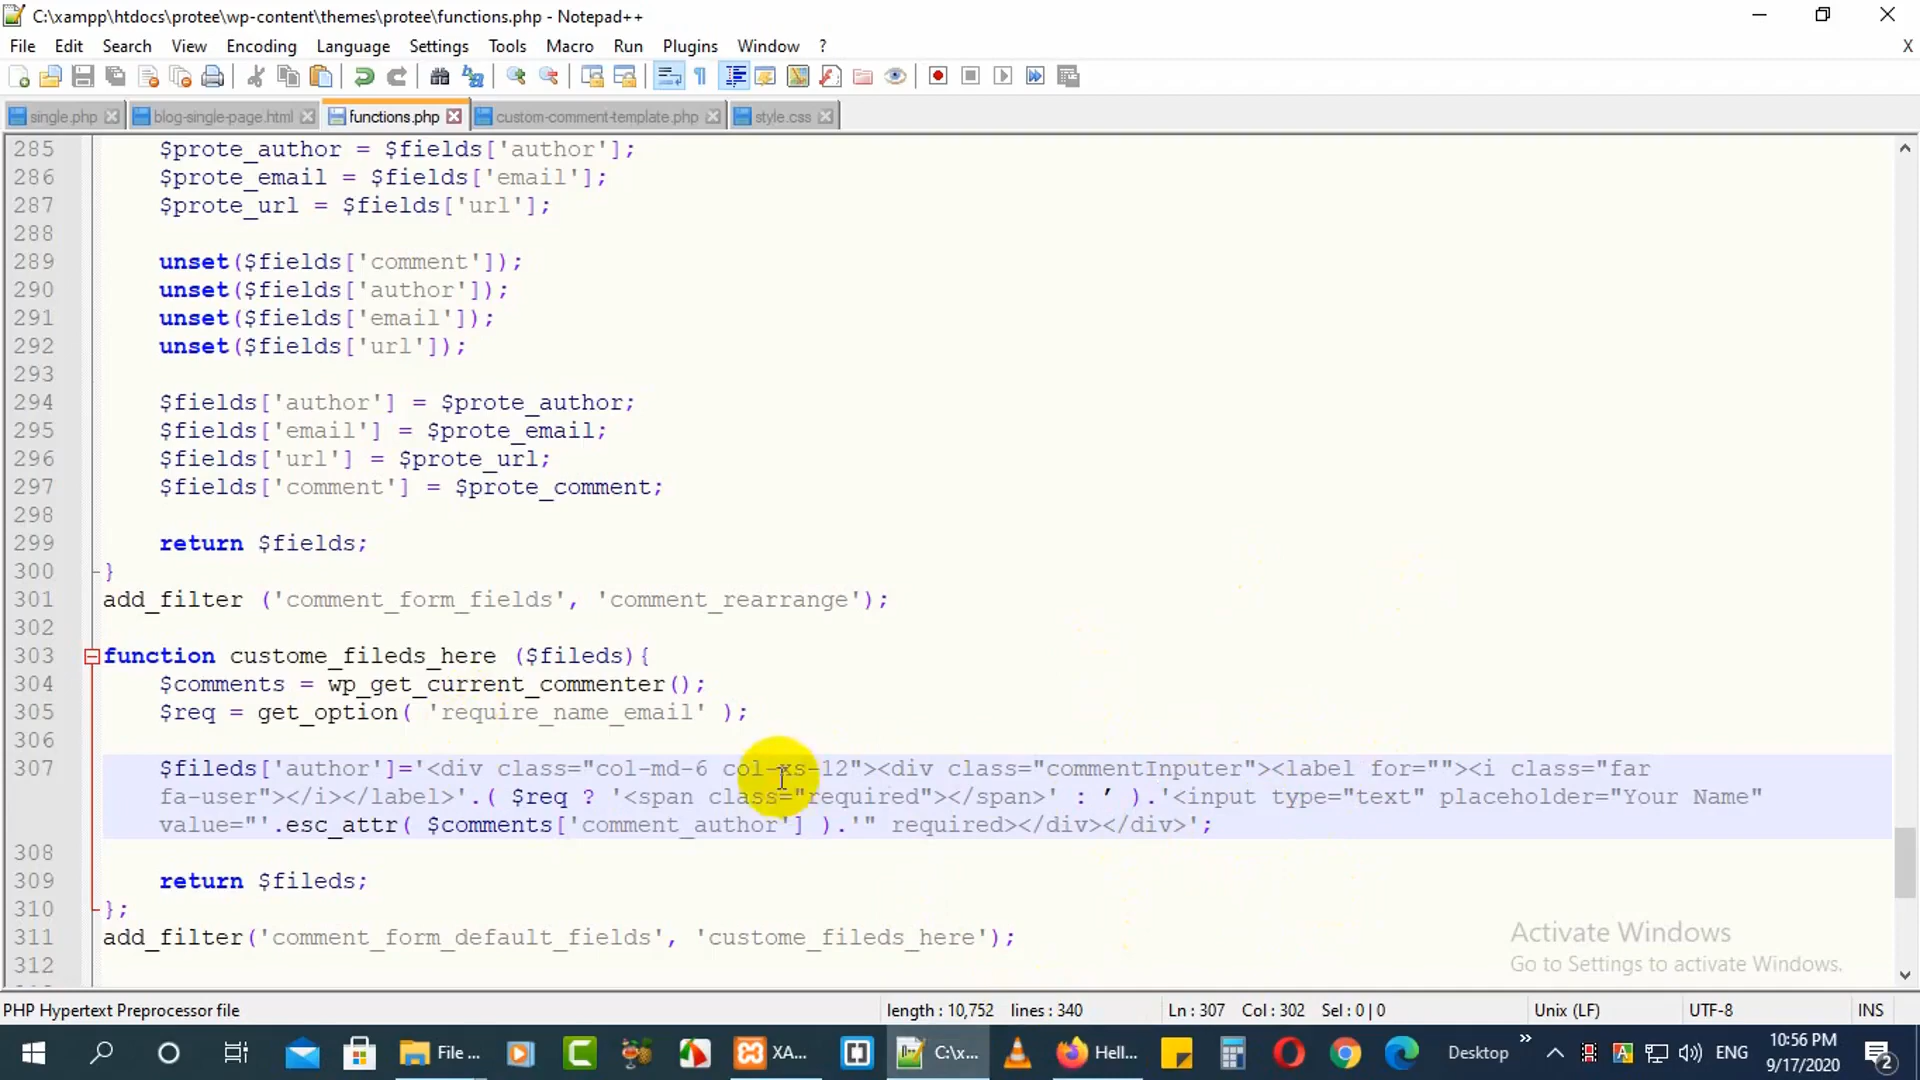 C:\xampp\htdocs\protee\wp-content\themes\protee\functions.php - Notepad++
File Edit Search View Encoding Language Settings Tools Macro Run Plugins Window ? X
single.php blog-single-page.html functions.php custom-comment-template.php style.css
285 $prote_author = $fields['author'];
286 $prote_email = $fields['email'];
287 $prote_url = $fields['url'];
288
289 unset($fields['comment']);
290 unset($fields['author']);
291 unset($fields['email']);
292 unset($fields['url']);
293
294 $fields['author'] = $prote_author;
295 $fields['email'] = $prote_email;
296 $fields['url'] = $prote_url;
297 $fields['comment'] = $prote_comment;
298
299 return $fields;
300 }
301 add_filter ('comment_form_fields', 'comment_rearrange');
302
303 function custome_fileds_here ($fileds){
304 $comments = wp_get_current_commenter();
305 $req = get_option( 'require_name_email' );
306
307 $fileds['author']='<div class="col-md-6 col-xs-12"><div class="commentInputer"><label for=""><i class="far
fa-user"></i></label>'.( $req ? '<span class="required"></span>' : ’ ).'<input type="text" placeholder="Your Name"
value="'.esc_attr( $comments['comment_author'] ).'" required></div></div>';
308
309 return $fileds;
310 };
311 add_filter('comment_form_default_fields', 'custome_fileds_here');
312
Activate Windows
Go to Settings to activate Windows.
PHP Hypertext Preprocessor file length : 10,752 lines : 340 Ln : 307 Col : 302 Sel : 0 | 0 Unix (LF) UTF-8 INS
File ... XA... C:\x... Hell... Desktop ENG 10:56 PM
9/17/2020 2